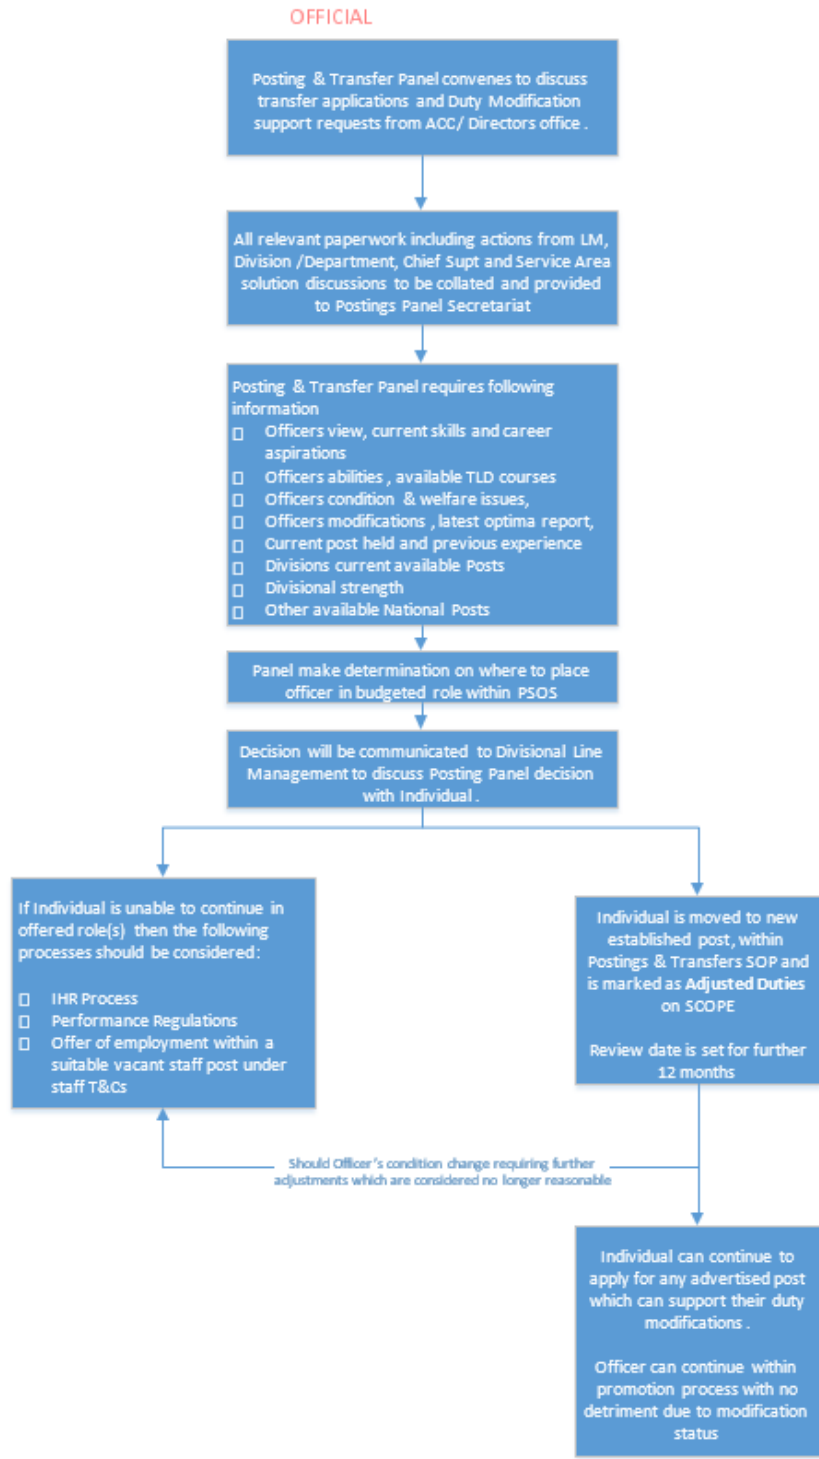 OFFICIAL
Posting & Transfer Panel convenes to discuss
transfer applications and Duty Modification
support requests from ACC/ Directors office .
All relevant paperwork including actions from LM,
Division /Department, Chief Supt and Service Area
solution discussions to be collated and provided
to Postings Panel Secretariat
Posting & Transfer Panel requires following
information
Officers view, current skills and career
aspirations
Officers abilities , available TLD courses
Officers condition & welfare issues,
Officers modifications , latest optima report,
Current post held and previous experience
Divisions current available Posts
Divisional strength
Other available National Posts
Panel make determination on where to place
officer in budgeted role within PSOS
Decision will be communicated to Divisional Line
Management to discuss Posting Panel decision
with Individual .
If Individual is unable to continue in
offered role(s) then the following
processes should be considered :
IHR Process
Performance Regulations
Offer of employment within a
suitable vacant staff post under
staff T&Cs
Individual is moved to new
established post, within
Postings & Transfers SOP and
is marked as Adjusted Duties
on SCOPE
Review date is set for further
12 months
Should Officer's condition change requiring further
adjustments which are considered no longer reasonable
Individual can continue to
apply for any advertised post
which can support their duty
modifications .
Officer can continue within
promotion process with no
detriment due to modification
status